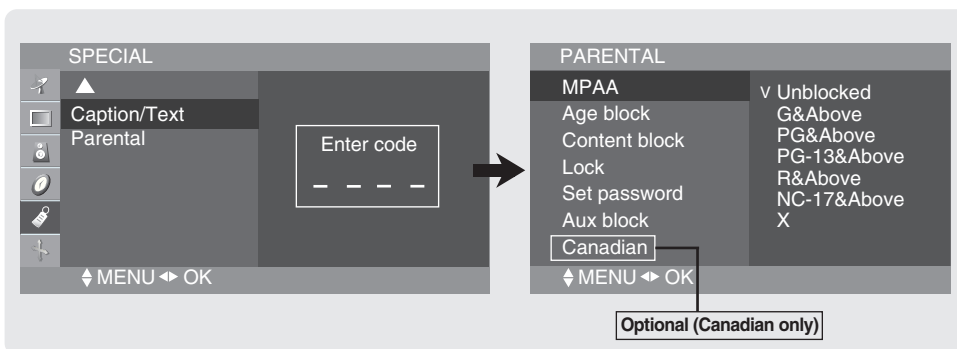 SPECIAL
Caption/Text
Parental
Enter code
_ _ _ _
MENU OK
PARENTAL
MPAA
Age block
Content block
Lock
Set password
Aux block
Canadian
V Unblocked
G&Above
PG&Above
PG-13&Above
R&Above
NC-17&Above
X
MENU OK
Optional (Canadian only)